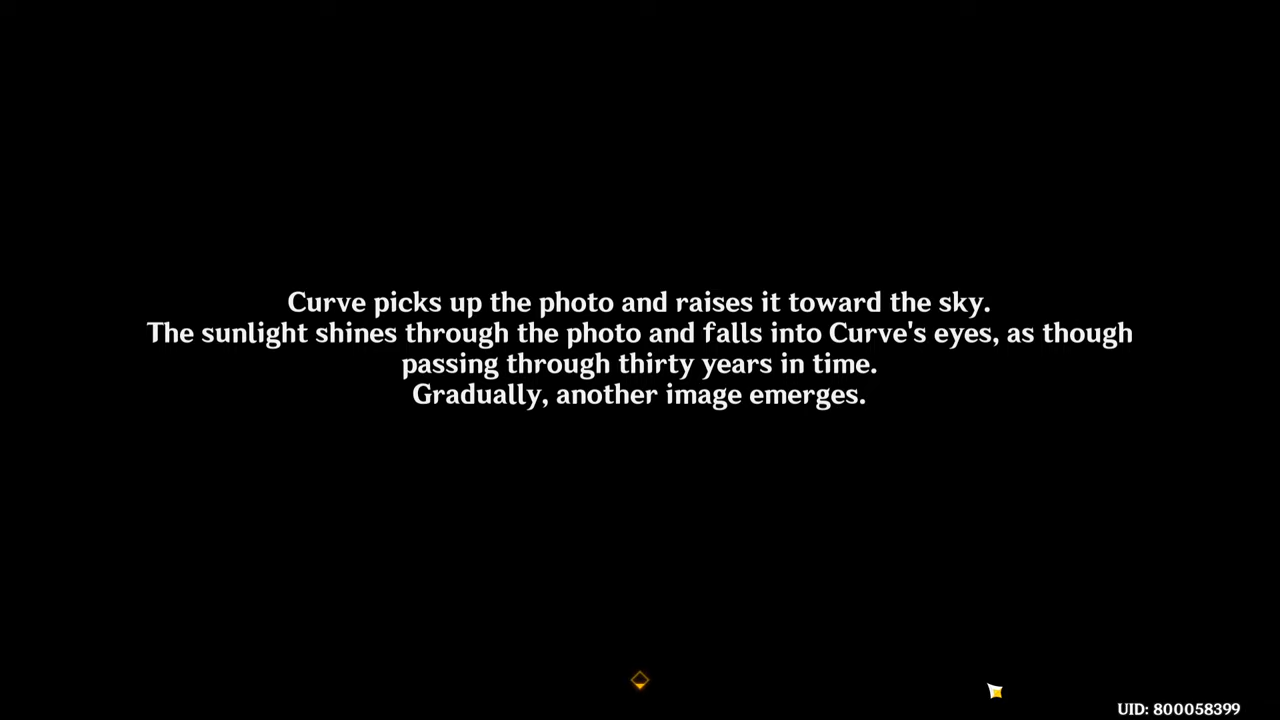 Curve picks up the photo and raises it toward the sky.
The sunlight shines through the photo and falls into Curve's eyes, as though
passing through thirty years in time.
Gradually, another image emerges.
UID: 800058399